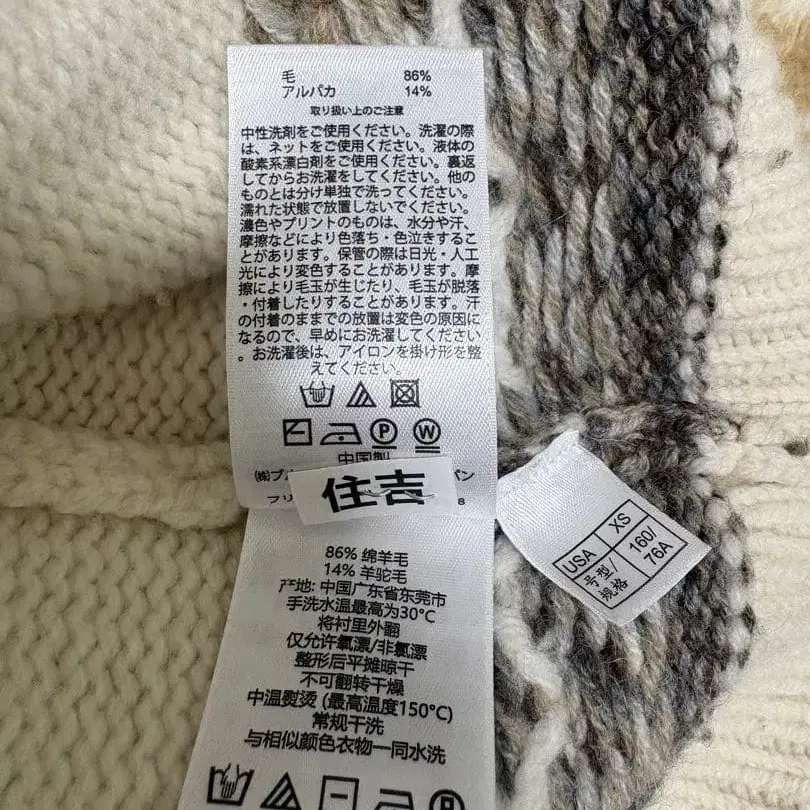 毛 86%
アルパカ 14%
取り扱い上のご注意
中性洗剤をご使用ください。洗濯の際
は、ネットをご使用ください。液体の
酸素系漂白剤をご使用ください。裏返
してからお洗濯をしてください。他の
ものとは分け単独で洗ってください。
濡れた状態で放置しないでください。
濃色やプリントのものは、水分や汗、
摩擦などにより色落ち・色泣きするこ
とがあります。保管の際は日光・人工
光により変色することがあります。摩
擦により毛玉が生じたり、毛玉が脱落
・付着したりすることがあります。汗
の付着のままでの放置は変色の原因に
なるので、早めにお洗濯してください
。お洗濯後は、アイロンを掛け形を整
えてください。
P W
中国製
(株)ブル
パン
フリ
s
住吉
86% 绵羊毛
14% 羊驼毛
产地: 中国广东省东莞市
手洗水温最高为30°C
将衬里外翻
仅允许氧漂/非氯漂
整形后平摊晾干
不可翻转干燥
中温熨烫 (最高温度150°C)
常规干洗
与相似颜色衣物一同水洗
USA XS
号型/ 160/
规格 76A